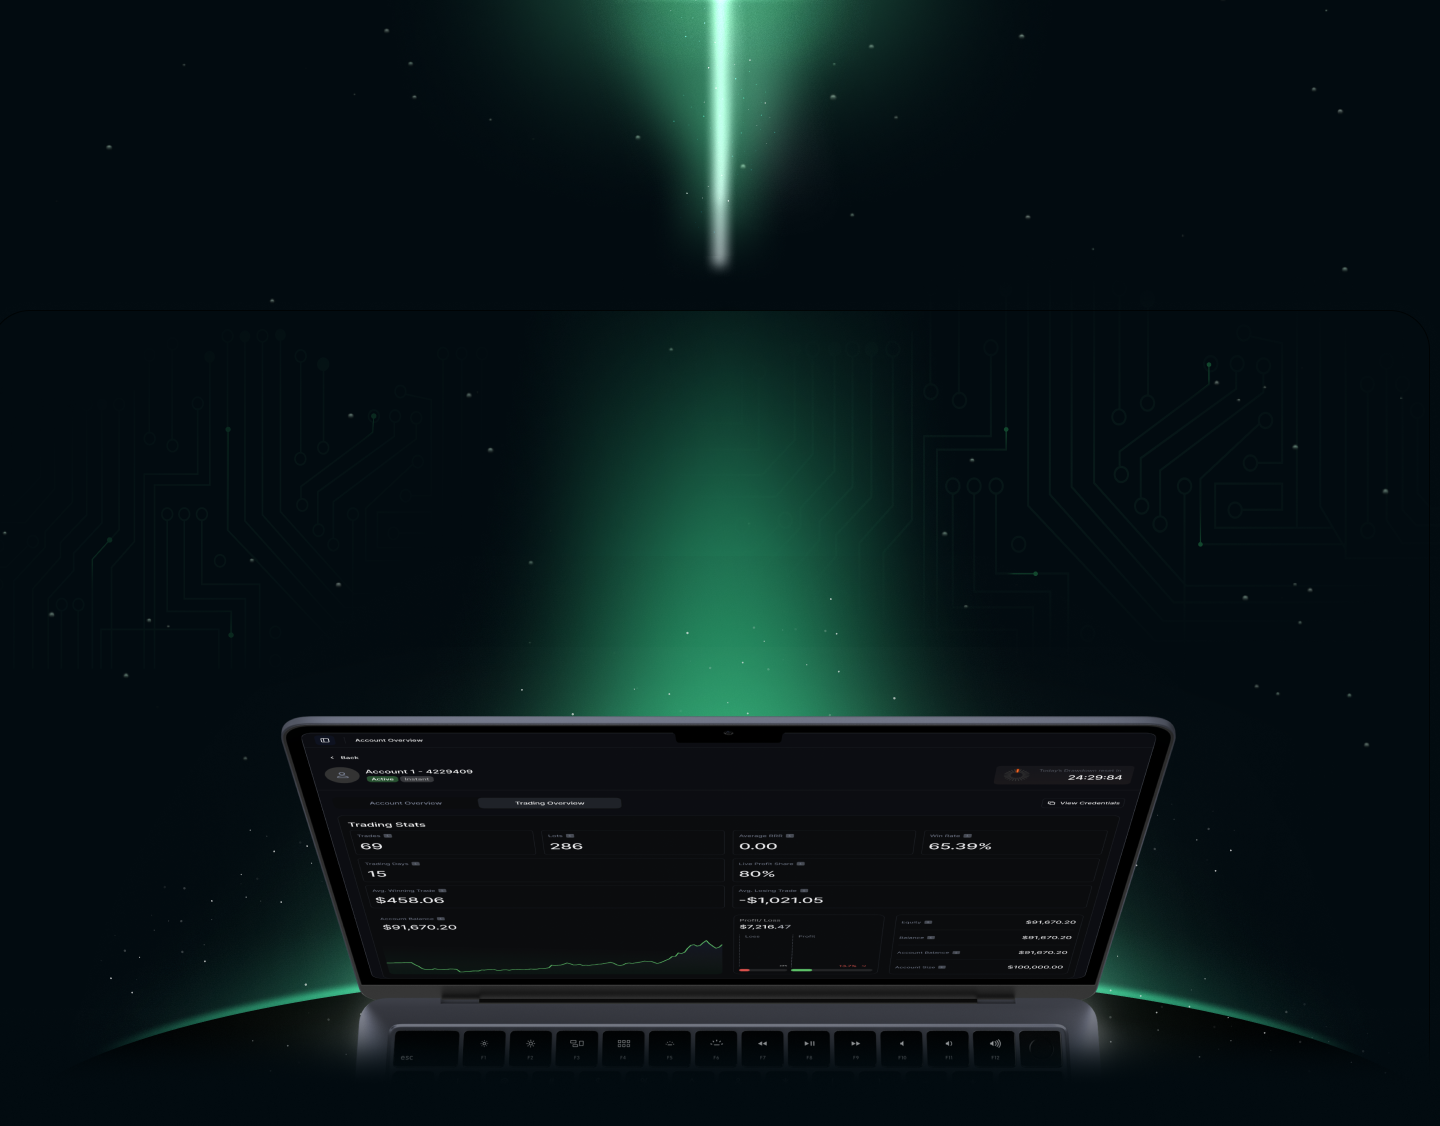 Account Overview
Back
Account 1 - 4229409
Active Instant
24:29:84
Account Overview Trading Overview View Credentials
Trading Stats
Trades Lots Average RRR Win Rate
69 286 0.00 65.39%
Trading Days Live Profit Share
15 80%
Avg. Winning Trade Avg. Losing Trade
$458.06 -$1,021.05
Account Balance
$91,670.20
Profit/ Loss
$7,216.47
Loss Profit
Equity $91,670.20
Balance $91,670.20
Account Balance $91,670.20
Account Size $100,000.00
ESC F1 F2 F3 F4 F5 F6 F7 F8 F9 F10 F11 F12